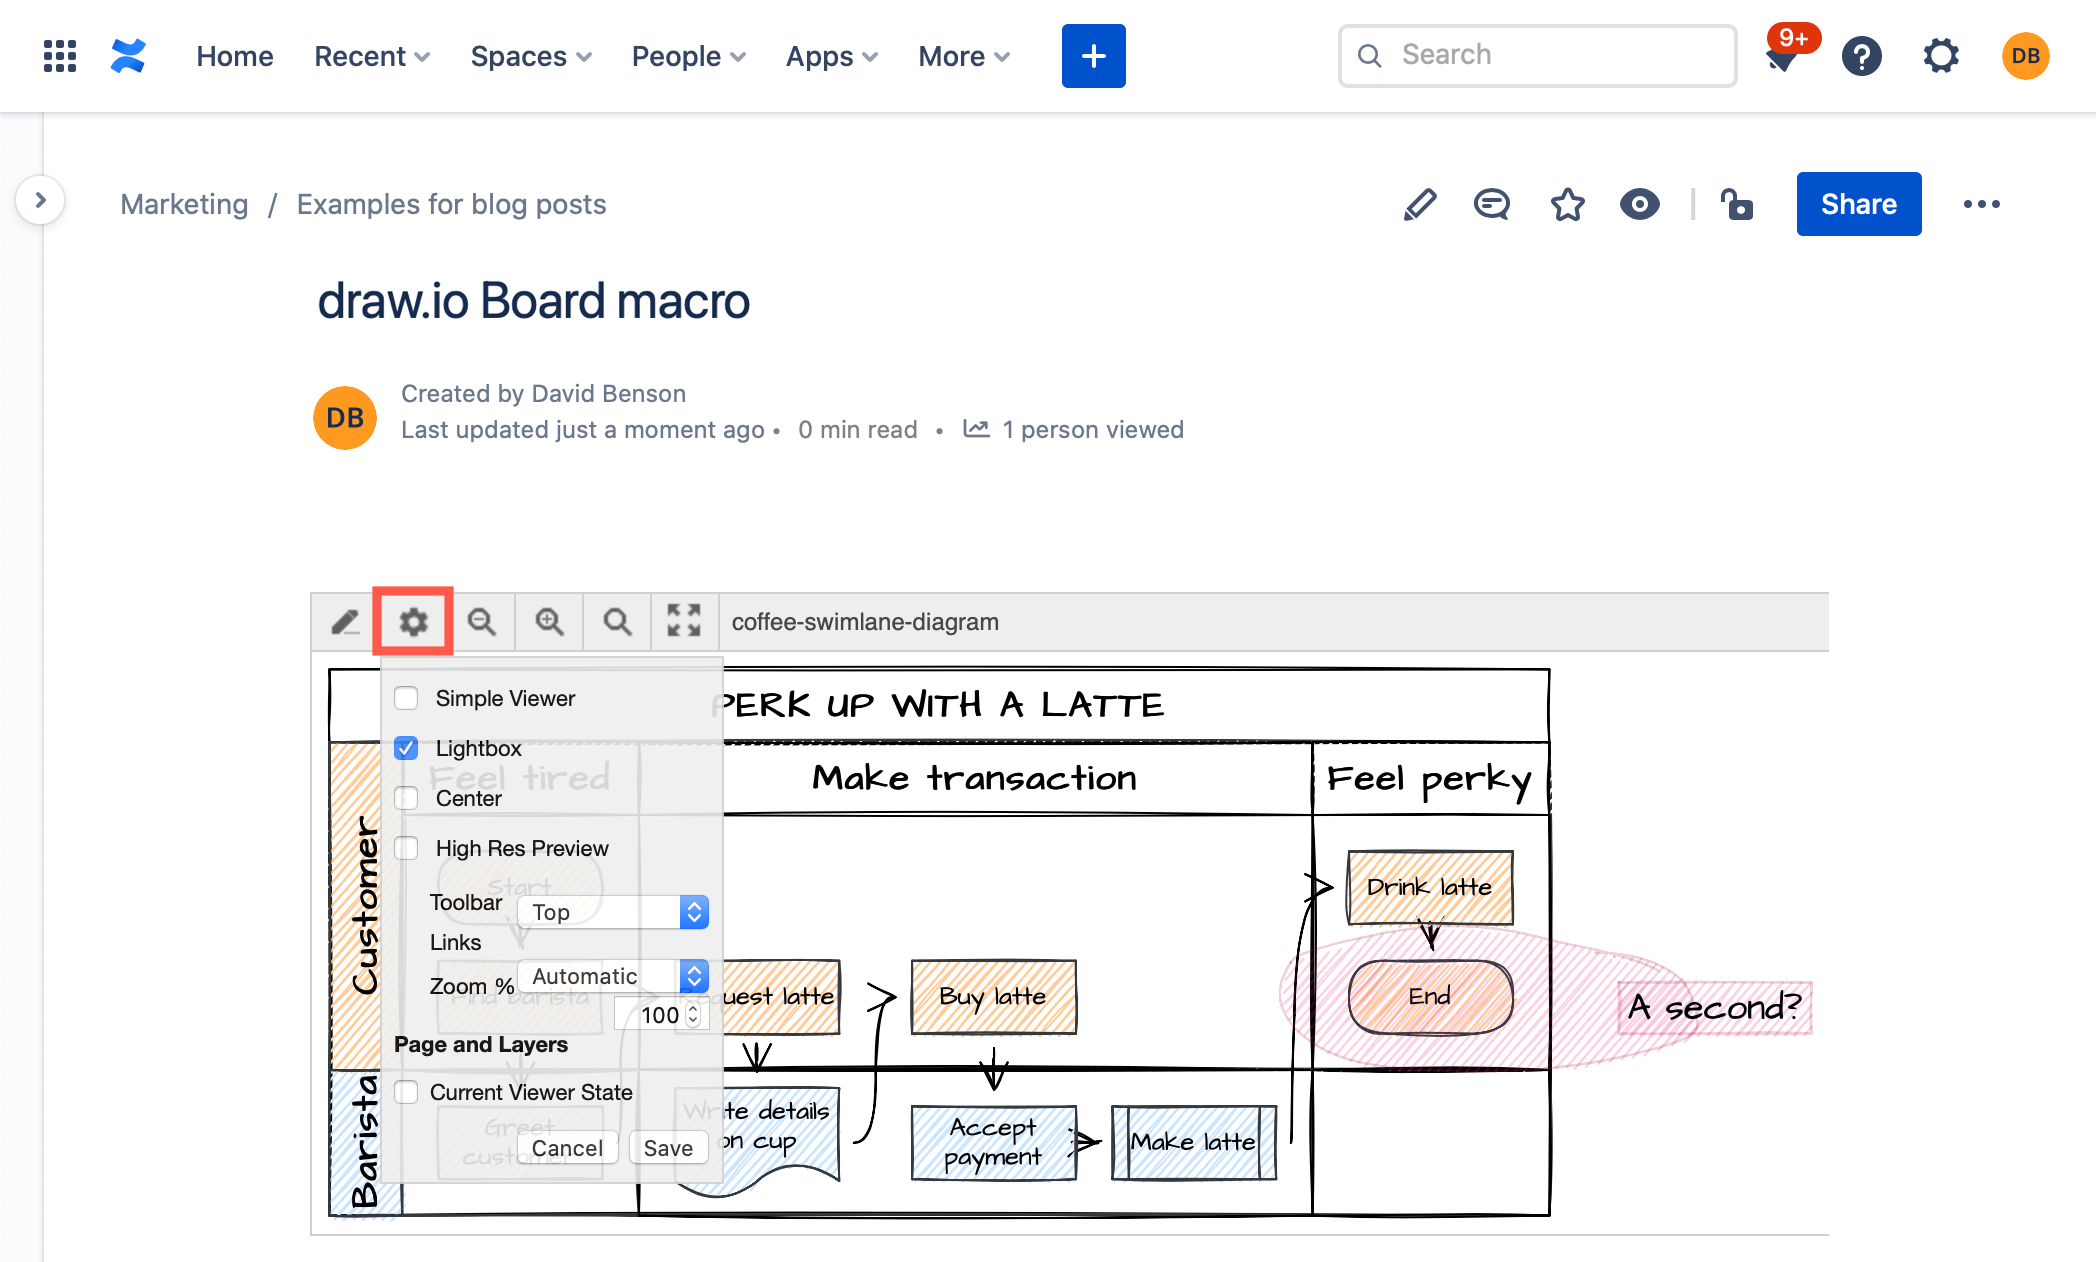 Home Recent Spaces People Apps More + Search 9+ ? DB
Marketing / Examples for blog posts Share
draw.io Board macro
DB
Created by David Benson
Last updated just a moment ago • 0 min read • 1 person viewed
coffee-swimlane-diagram
PERK UP WITH A LATTE
Feel tired
Make transaction
Feel perky
Customer
Barista
Simple Viewer
Lightbox
Center
High Res Preview
Toolbar Top
Links Automatic
Zoom % 100
Page and Layers
Current Viewer State
Cancel Save
Start
Find barista
Greet
customer
Request latte
Write details
on cup
Buy latte
Accept
payment
Make latte
Drink latte
End
A second?